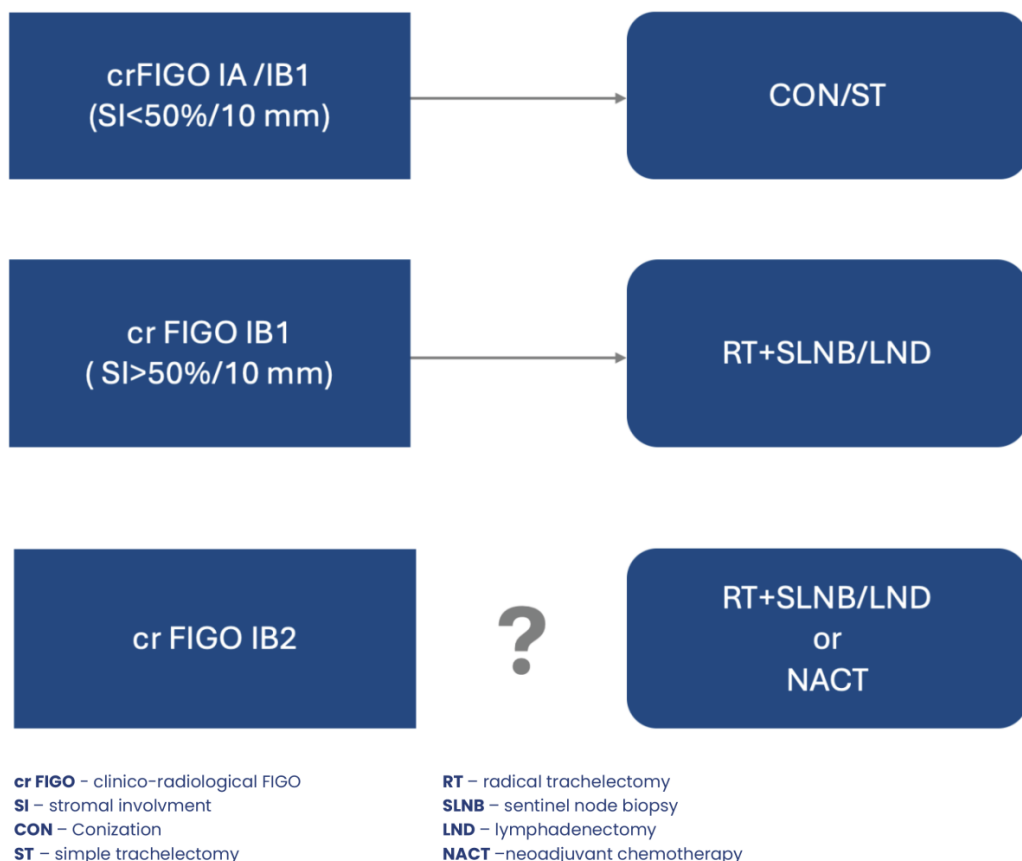 crFIGO IA /IB1
(SI<50%/10 mm)
CON/ST
cr FIGO IB1
( SI>50%/10 mm)
RT+SLNB/LND
cr FIGO IB2
?
RT+SLNB/LND
or
NACT
cr FIGO - clinico-radiological FIGO
SI – stromal involvment
CON – Conization
ST – simple trachelectomy
RT – radical trachelectomy
SLNB – sentinel node biopsy
LND – lymphadenectomy
NACT –neoadjuvant chemotherapy